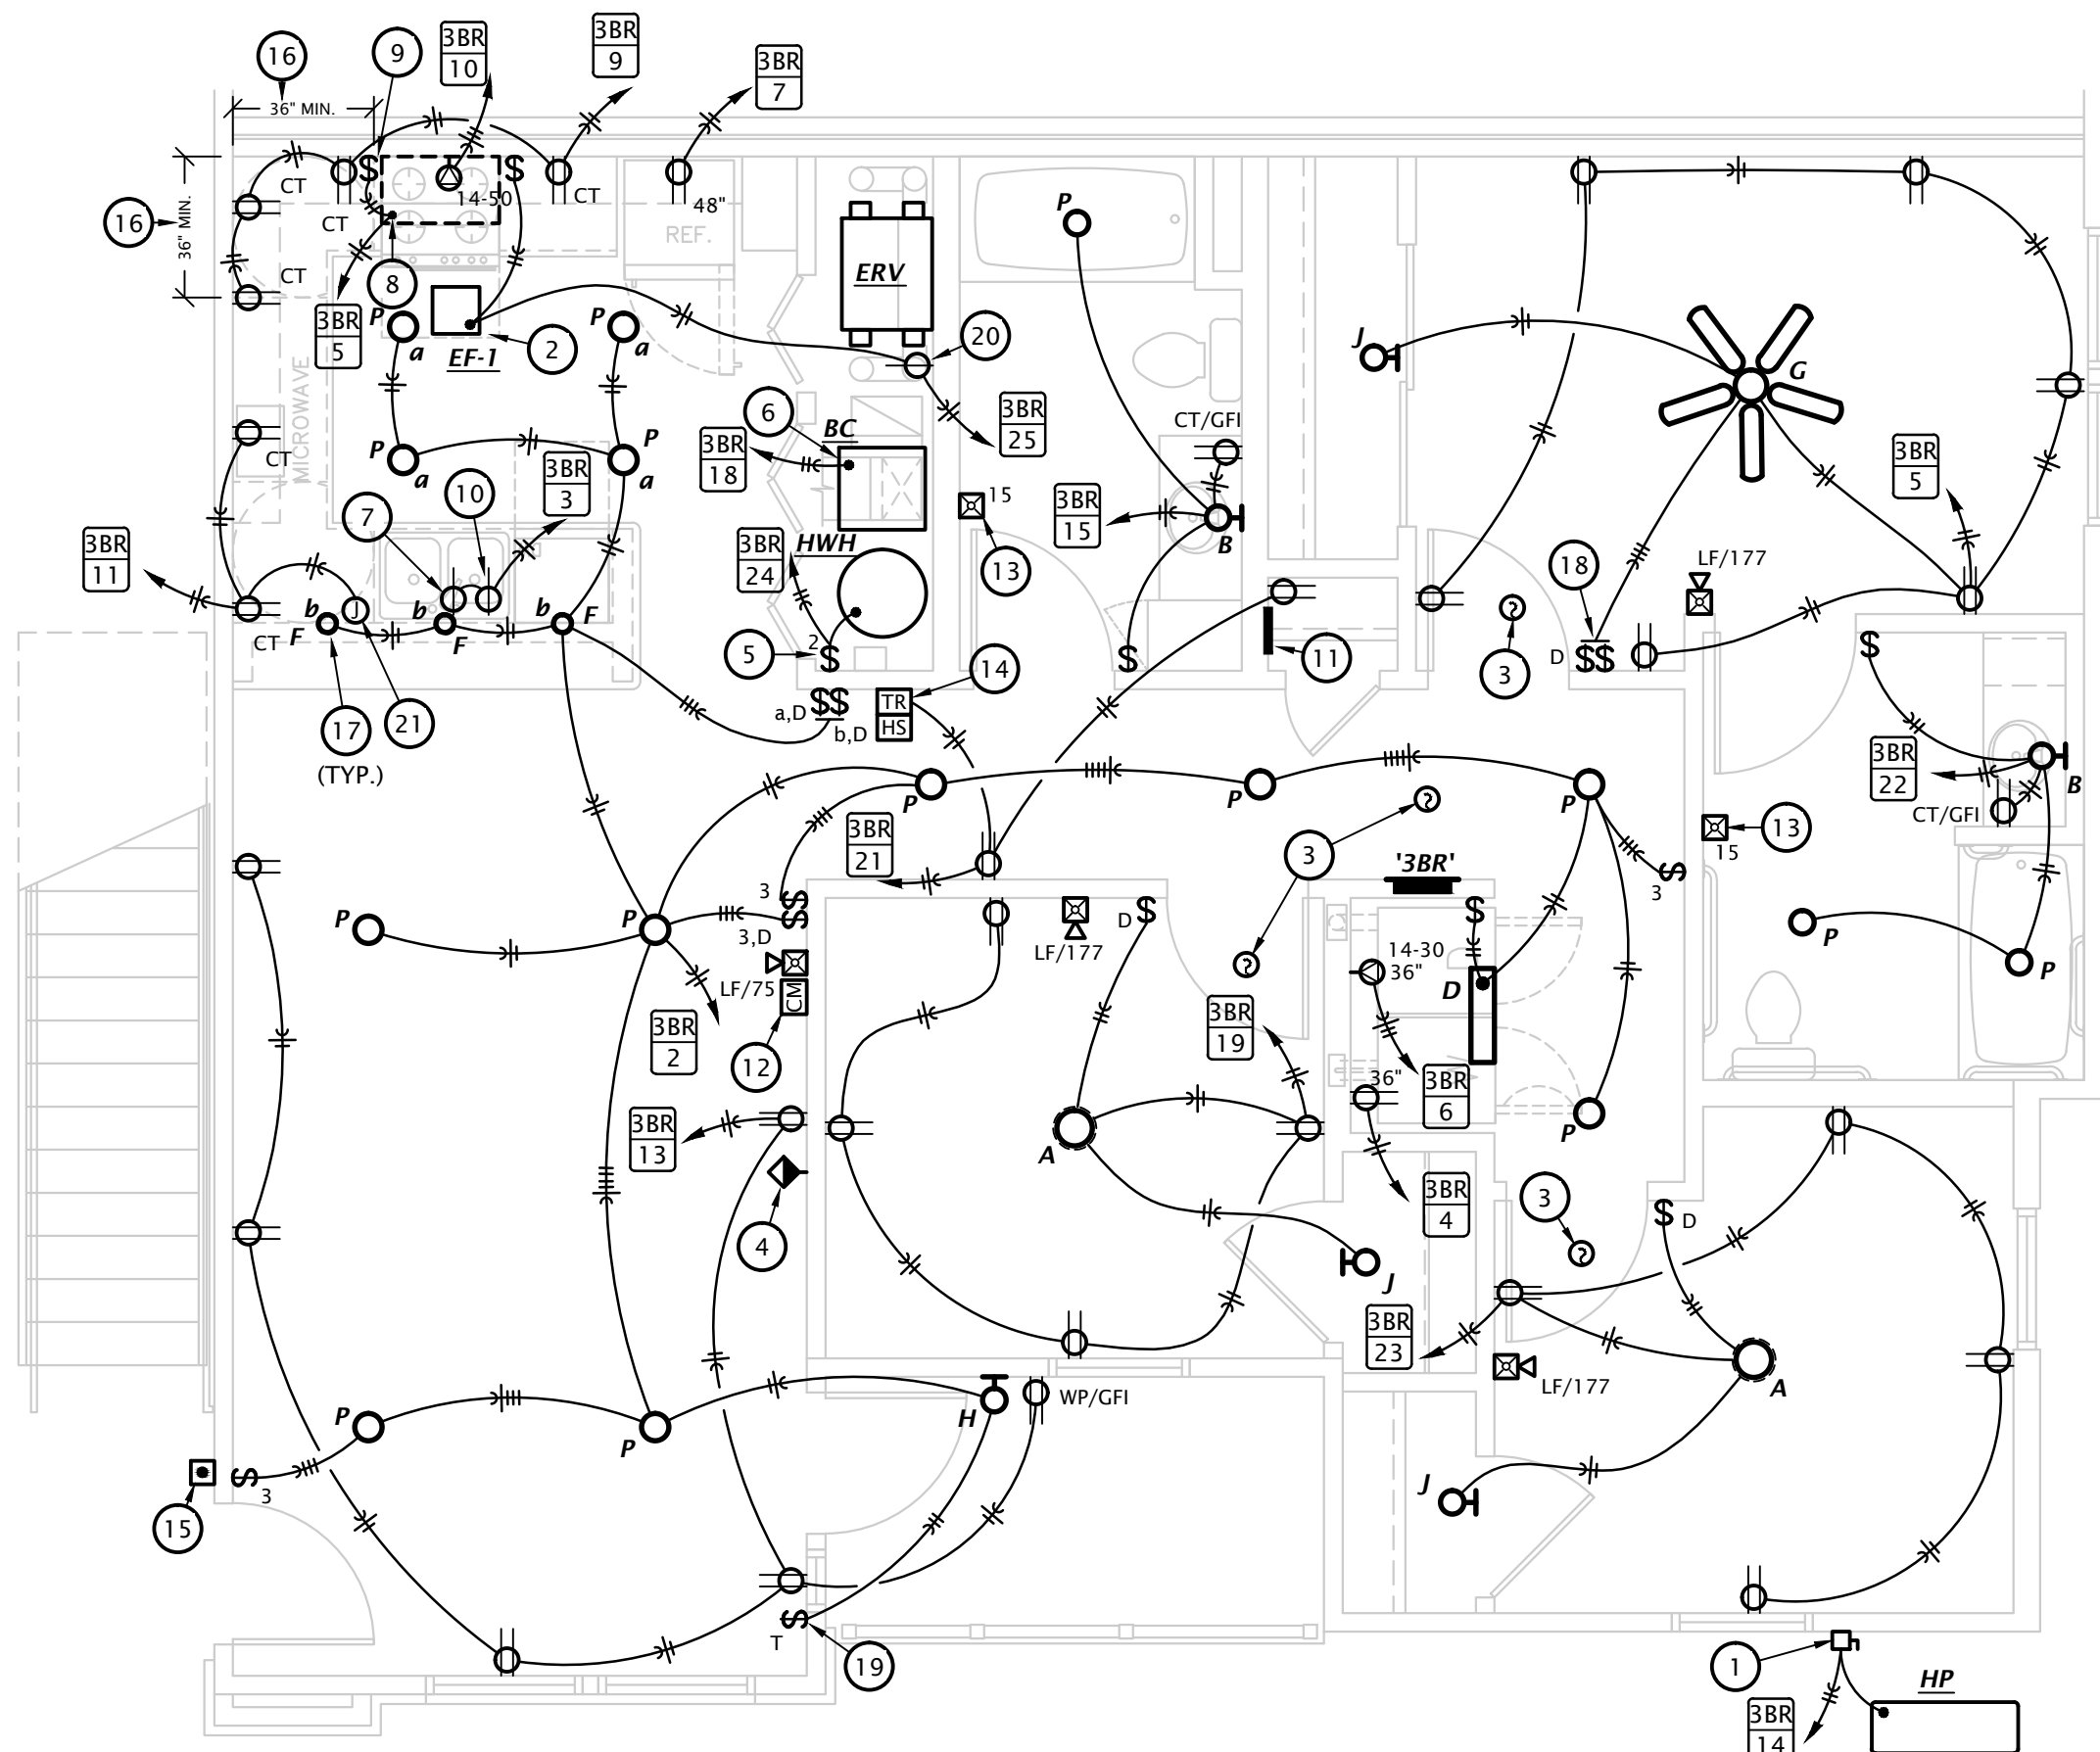 16
9
3BR
10
3BR
9
3BR
7
36" MIN.
CT
14-50
CT
48"
16
36" MIN.
CT
CT
REF.
P
ERV
8
3BR
5
P
a
EF-1
2
P
a
20
J
G
MICROWAVE
CT
P
a
P
a
6
BC
3BR
18
3BR
25
CT/GFI
3BR
5
7
10
3BR
3
15
3BR
15
B
3BR
11
HWH
3BR
24
13
18
LF/177
CT
b
F
J
b
F
b
F
2
5
14
11
3
D
17
(TYP.)
21
a,D
b,D
TR
HS
3BR
22
B
CT/GFI
P
P
P
3BR
21
3
'3BR'
13
15
P
P
3
3,D
D
3
P
P
LF/75
CM
LF/177
14-30
36"
D
3BR
2
12
3BR
19
36"
3BR
6
3BR
13
A
P
4
3BR
4
3
D
J
3BR
23
LF/177
A
P
P
H
WP/GFI
3
15
J
T
19
1
HP
3BR
14